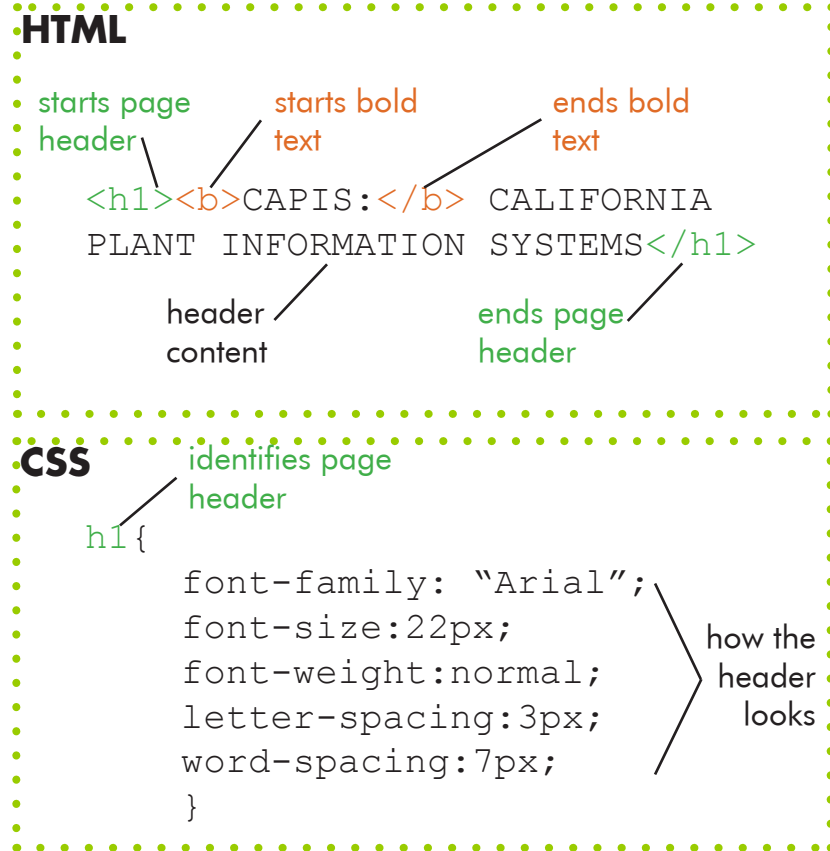 HTML
starts page
header
starts bold
text
ends bold
text
<h1><b>CAPIS:</b> CALIFORNIA
PLANT INFORMATION SYSTEMS</h1>
header
content
ends page
header
CSS
identifies page
header
h1{
font-family: “Arial”;
font-size:22px;
font-weight:normal;
letter-spacing:3px;
word-spacing:7px;
}
how the
header
looks